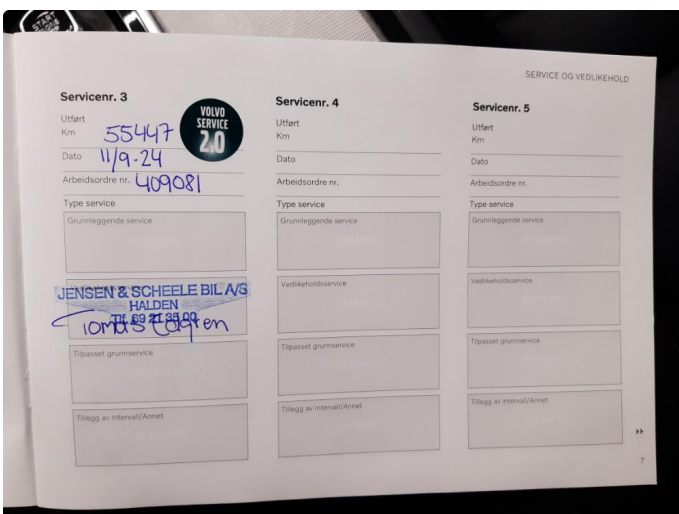 START
SERVICE OG VEDLIKEHOLD
Servicenr. 3
Utført
Km 55447
VOLVO
SERVICE
2.0
Dato 11/9-24
Arbeidsordre nr. 409081
Type service
Grunnleggende service
JENSEN & SCHEELE BIL A/S
HALDEN
Tlf. 69 21 35 00
Tilpasset grunnservice
Tillegg av intervall/Annet
Servicenr. 4
Utført
Km
Dato
Arbeidsordre nr.
Type service
Grunnleggende service
STEMPEL
Vedlikeholdsservice
Tilpasset grunnservice
Tillegg av intervall/Annet
Servicenr. 5
Utført
Km
Dato
Arbeidsordre nr.
Type service
Grunnleggende service
STEMPEL
Vedlikeholdsservice
Tilpasset grunnservice
Tillegg av intervall/Annet
7